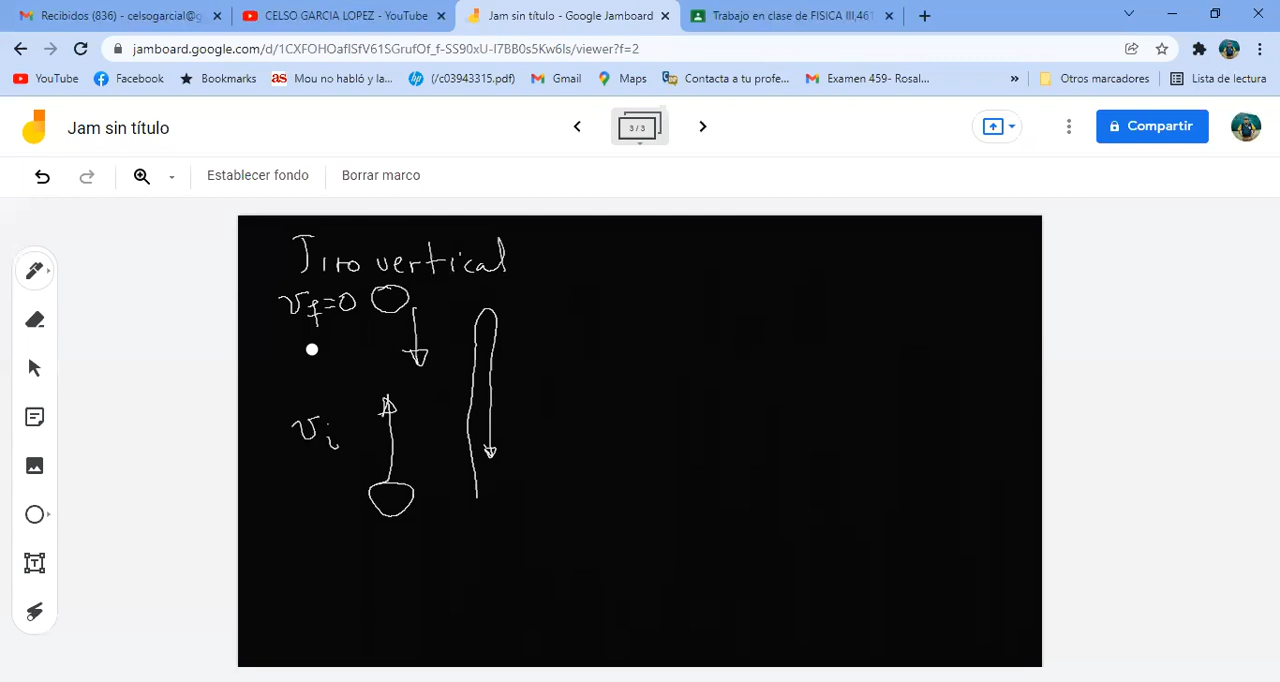 Recibidos (836) - celsogarcial@g
CELSO GARCIA LOPEZ - YouTube
Jam sin título - Google Jamboard
Trabajo en clase de FISICA III,461
jamboard.google.com/d/1CXFOHOafISfV61SGrufOf_f-SS90xU-I7BB0s5Kw6Is/viewer?f=2
YouTube
Facebook
Bookmarks
as Mou no habló y la...
hp (/c03943315.pdf)
Gmail
Maps
Contacta a tu profe...
Examen 459- Rosal...
»
Otros marcadores
Lista de lectura
Jam sin título
3/3
Compartir
Establecer fondo
Borrar marco
Tiro vertical
vf=0
vi
T